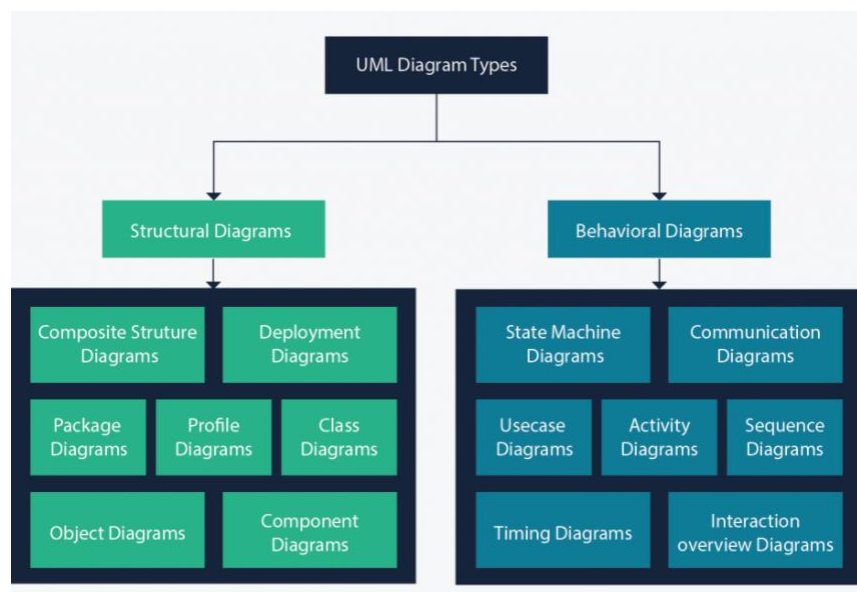 UML Diagram Types
Structural Diagrams
Behavioral Diagrams
Composite Struture
Diagrams
Deployment
Diagrams
Package
Diagrams
Profile
Diagrams
Class
Diagrams
Object Diagrams
Component
Diagrams
State Machine
Diagrams
Communication
Diagrams
Usecase
Diagrams
Activity
Diagrams
Sequence
Diagrams
Timing Diagrams
Interaction
overview Diagrams